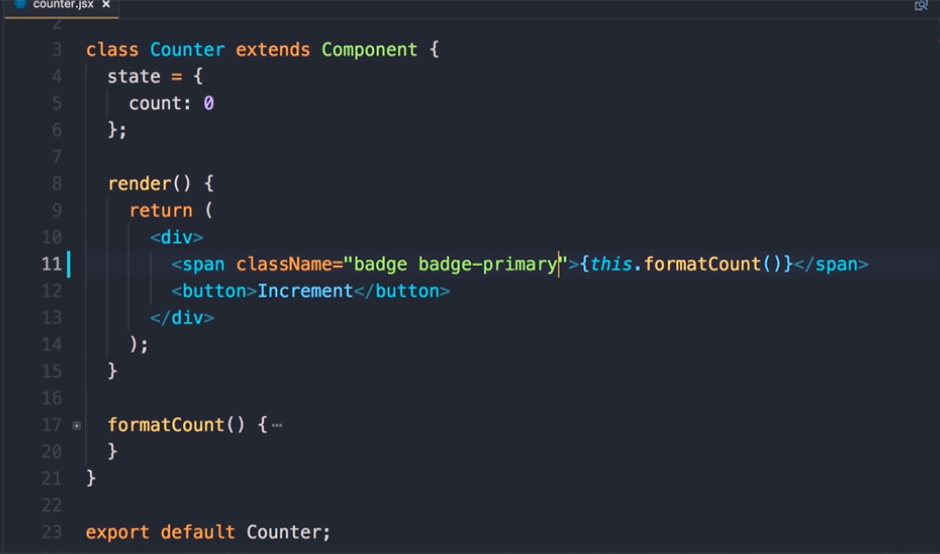 counter.jsx ×
2
3 class Counter extends Component {
4 state = {
5 count: 0
6 };
7
8 render() {
9 return (
10 <div>
11 <span className="badge badge-primary">{this.formatCount()}</span>
12 <button>Increment</button>
13 </div>
14 );
15 }
16
17 formatCount() {⋯
20 }
21 }
22
23 export default Counter;